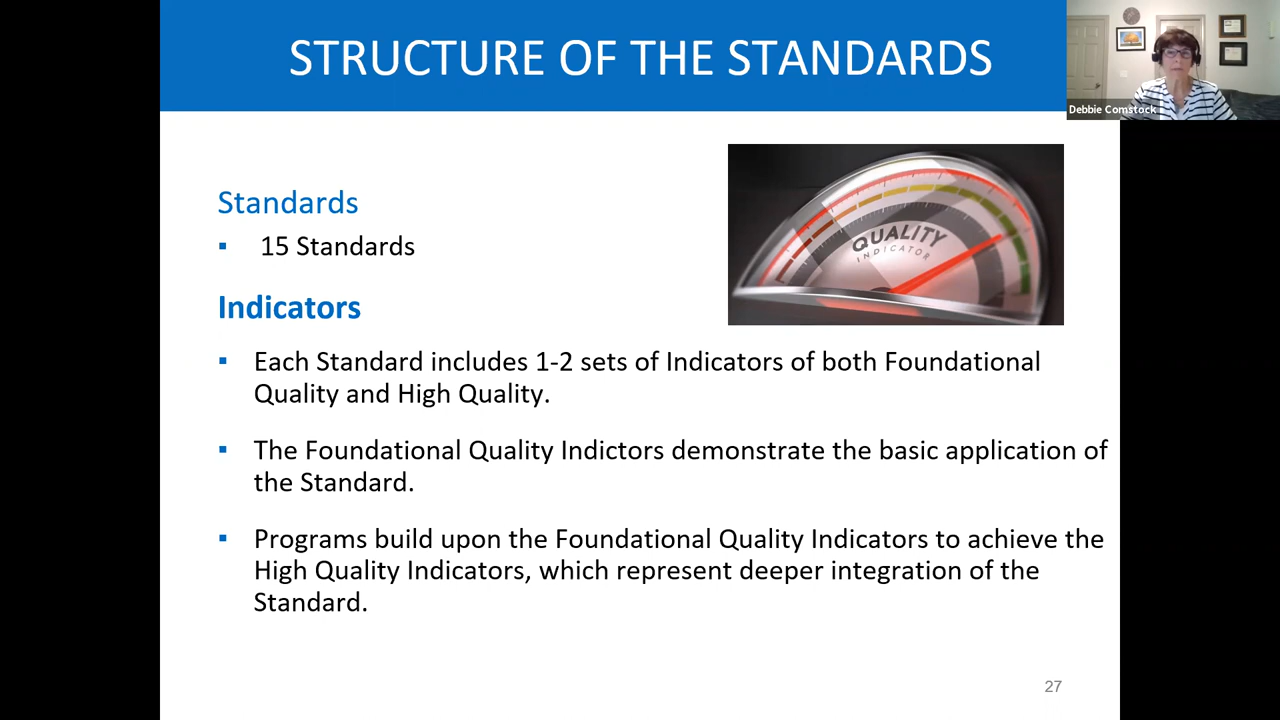 STRUCTURE OF THE STANDARDS
Debbie Comstock
Standards
▪ 15 Standards
QUALITY
INDICATOR
Indicators
▪ Each Standard includes 1-2 sets of Indicators of both Foundational
Quality and High Quality.
▪ The Foundational Quality Indictors demonstrate the basic application of
the Standard.
▪ Programs build upon the Foundational Quality Indicators to achieve the
High Quality Indicators, which represent deeper integration of the
Standard.
27